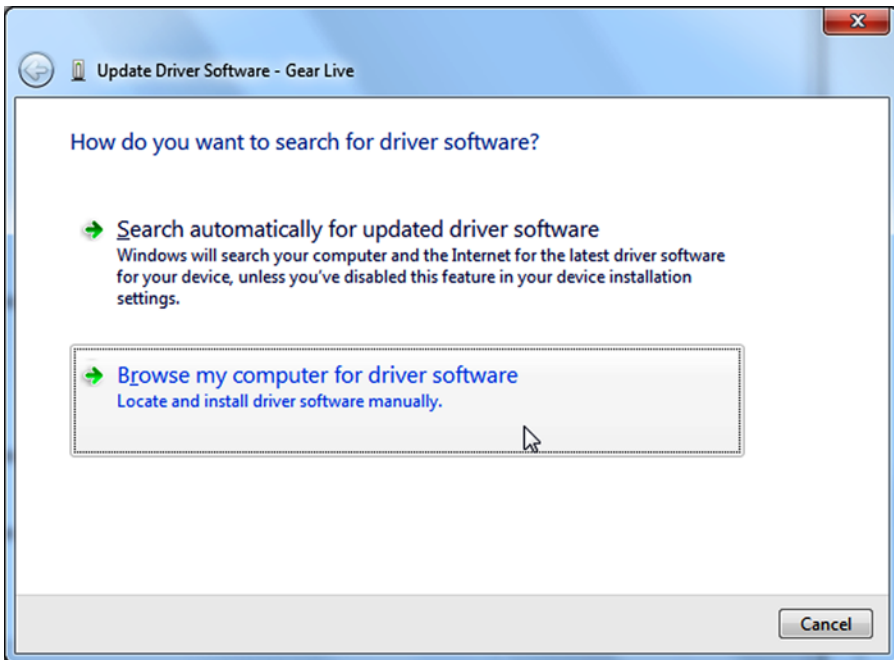 Update Driver Software - Gear Live
How do you want to search for driver software?
Search automatically for updated driver software
Windows will search your computer and the Internet for the latest driver software
for your device, unless you've disabled this feature in your device installation
settings.
Browse my computer for driver software
Locate and install driver software manually.
Cancel